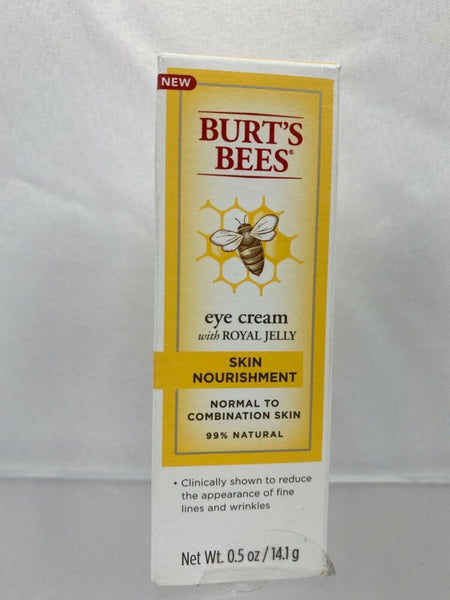 NEW
BURT'S
BEES®
eye cream
with ROYAL JELLY
SKIN
NOURISHMENT
NORMAL TO
COMBINATION SKIN
99% NATURAL
• Clinically shown to reduce
the appearance of fine
lines and wrinkles
Net Wt. 0.5 oz / 14.1 g